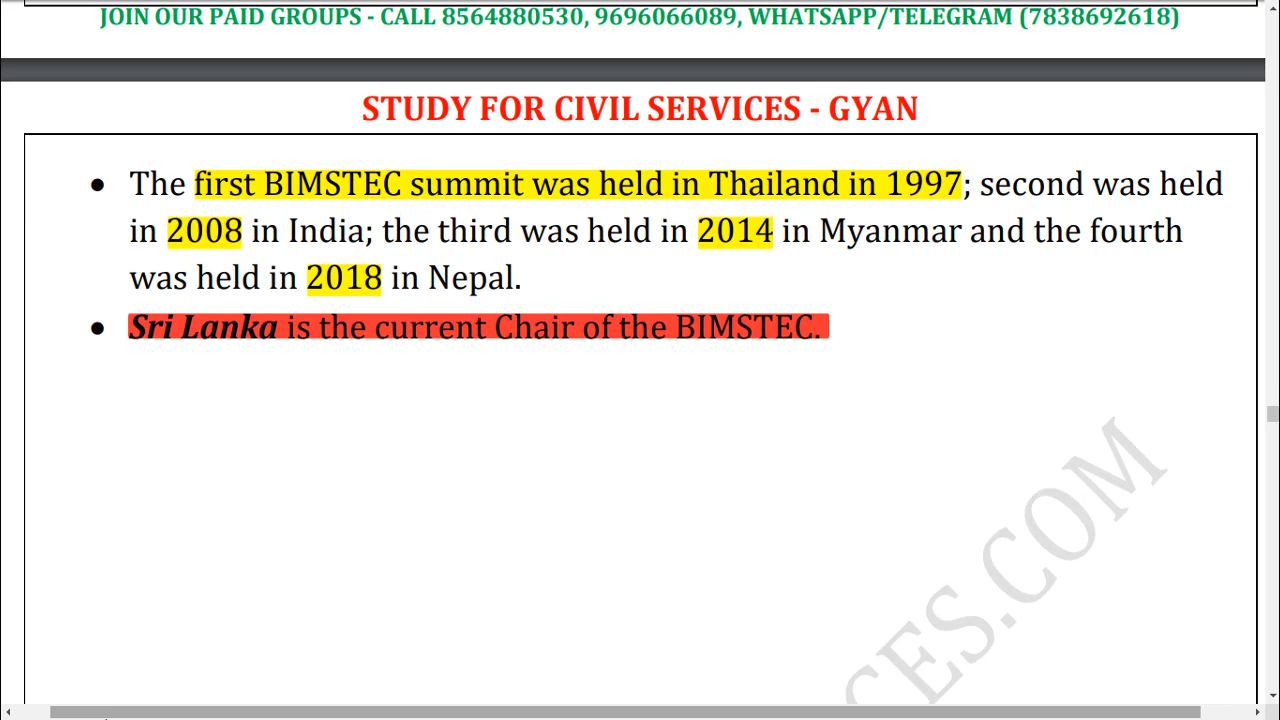 JOIN OUR PAID GROUPS - CALL 8564880530, 9696066089, WHATSAPP/TELEGRAM (7838692618)
STUDY FOR CIVIL SERVICES - GYAN
• The first BIMSTEC summit was held in Thailand in 1997; second was held
in 2008 in India; the third was held in 2014 in Myanmar and the fourth
was held in 2018 in Nepal.
• Sri Lanka is the current Chair of the BIMSTEC.
CES.COM